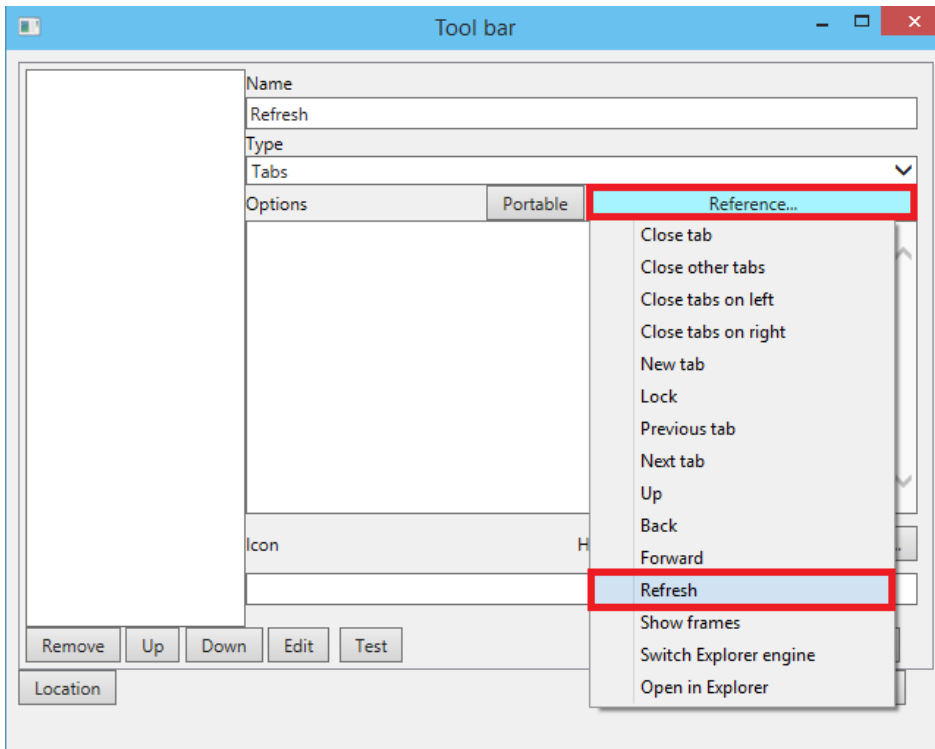 Tool bar
Name
Refresh
Type
Tabs
Options Portable Reference...
Close tab
Close other tabs
Close tabs on left
Close tabs on right
New tab
Lock
Previous tab
Next tab
Up
Back
Icon
Forward
Refresh
Show frames
Remove Up Down Edit Test
Switch Explorer engine
Location
Open in Explorer